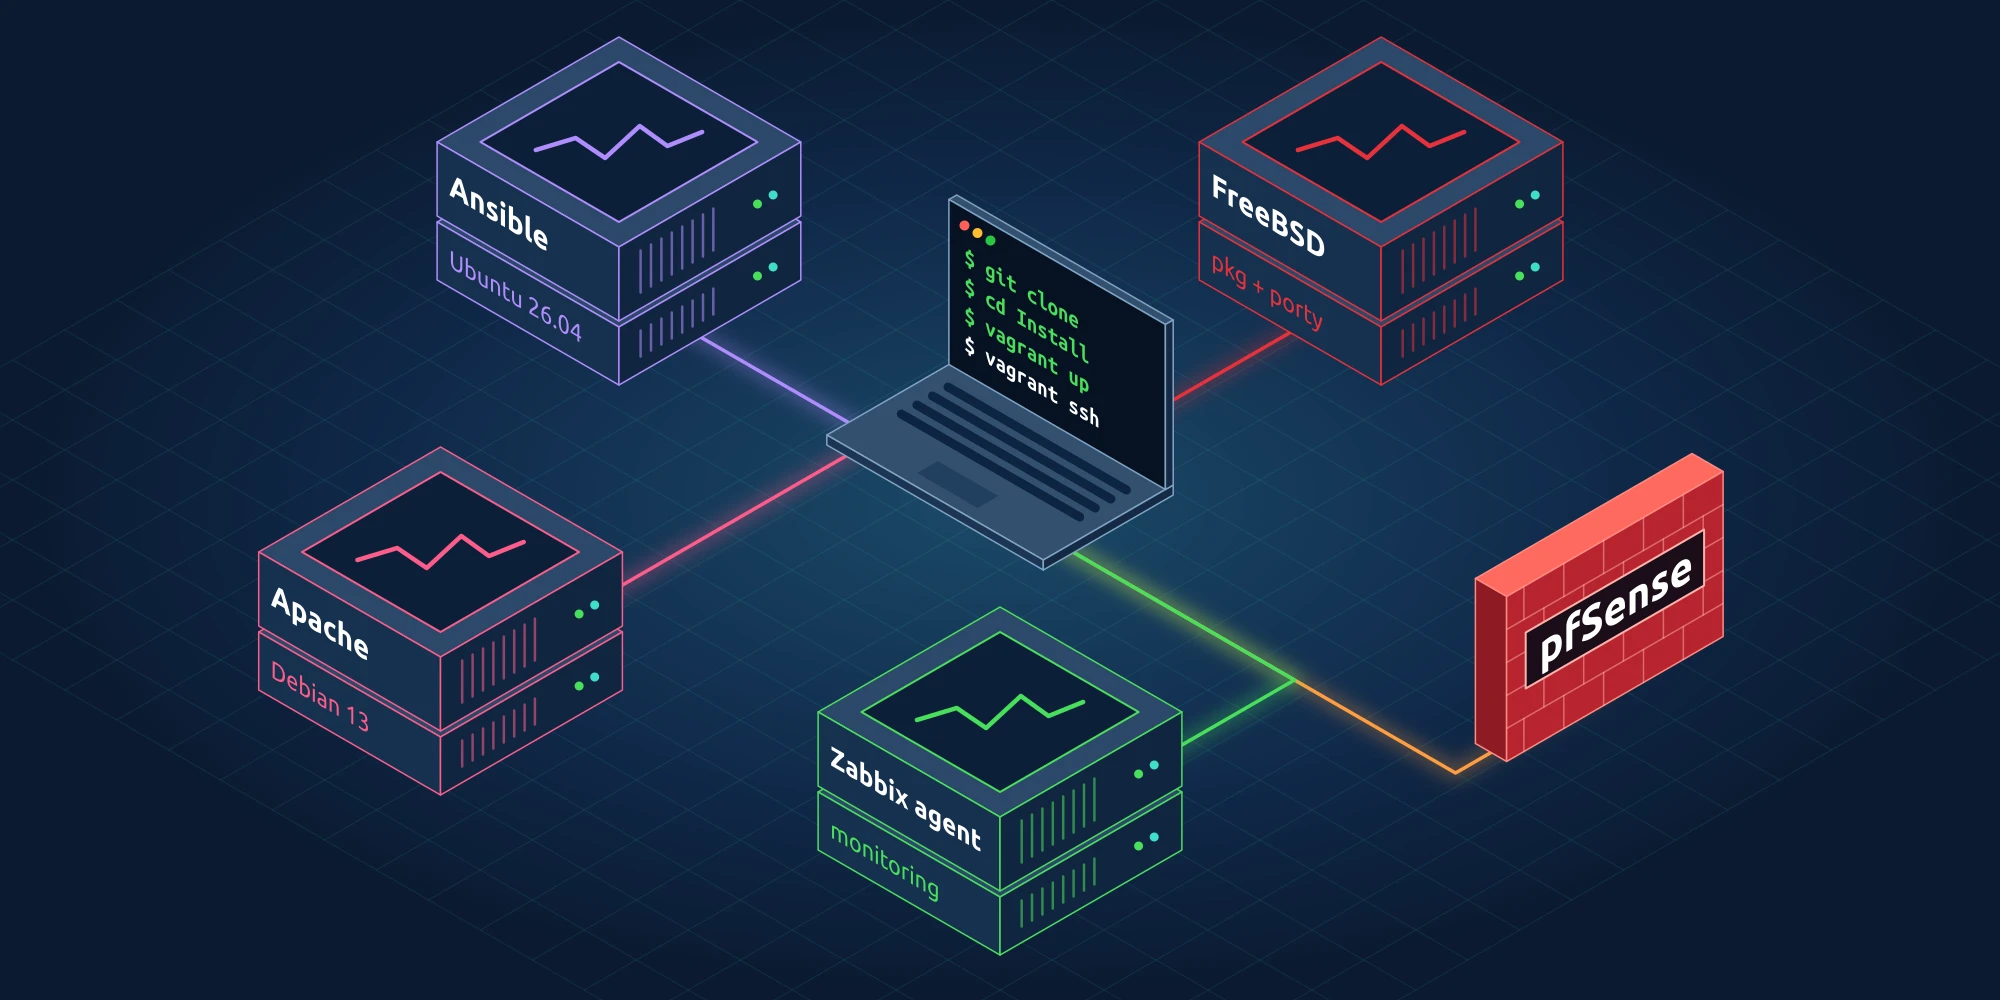 Ansible
Ubuntu 26.04
FreeBSD
pkg + porty
$ git clone
$ cd Install
$ vagrant up
$ vagrant ssh
Apache
Debian 13
Zabbix agent
monitoring
pfSense